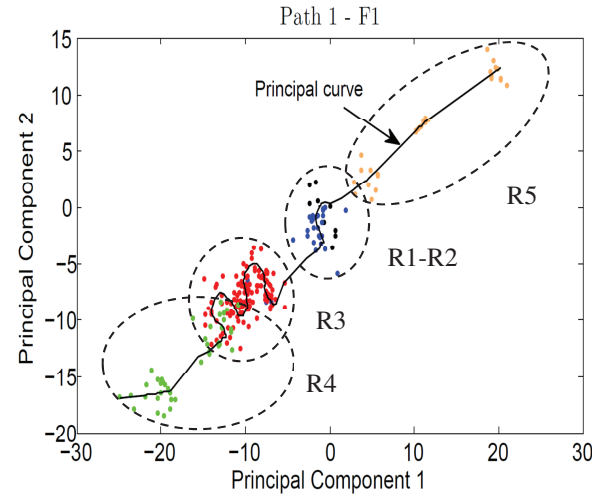 Path 1 - F1
15
10
5
0
−5
−10
−15
−20
Principal Component 2
Principal curve
R5
R1-R2
R3
R4
−30
−20
−10
0
10
20
30
Principal Component 1